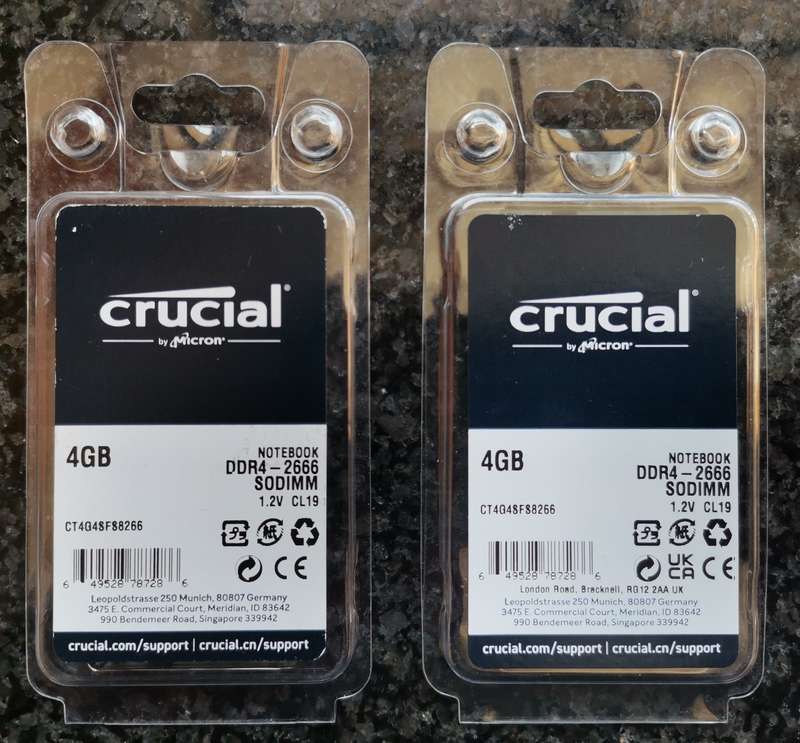 crucial®
by Micron®
4GB
NOTEBOOK
DDR4-2666
SODIMM
1.2V CL19
CT4G4SFS8266
6 49528 78728 6
CE
Leopoldstrasse 250 Munich, 80807 Germany
3475 E. Commercial Court, Meridian, ID 83642
990 Bendemeer Road, Singapore 339942
crucial.com/support | crucial.cn/support
crucial®
by Micron®
4GB
NOTEBOOK
DDR4-2666
SODIMM
1.2V CL19
CT4G4SFS8266
6 49528 78728 6
UK
CA
CE
London Road, Bracknell, RG12 2AA UK
Leopoldstrasse 250 Munich, 80807 Germany
3475 E. Commercial Court, Meridian, ID 83642
990 Bendemeer Road, Singapore 339942
crucial.com/support | crucial.cn/support